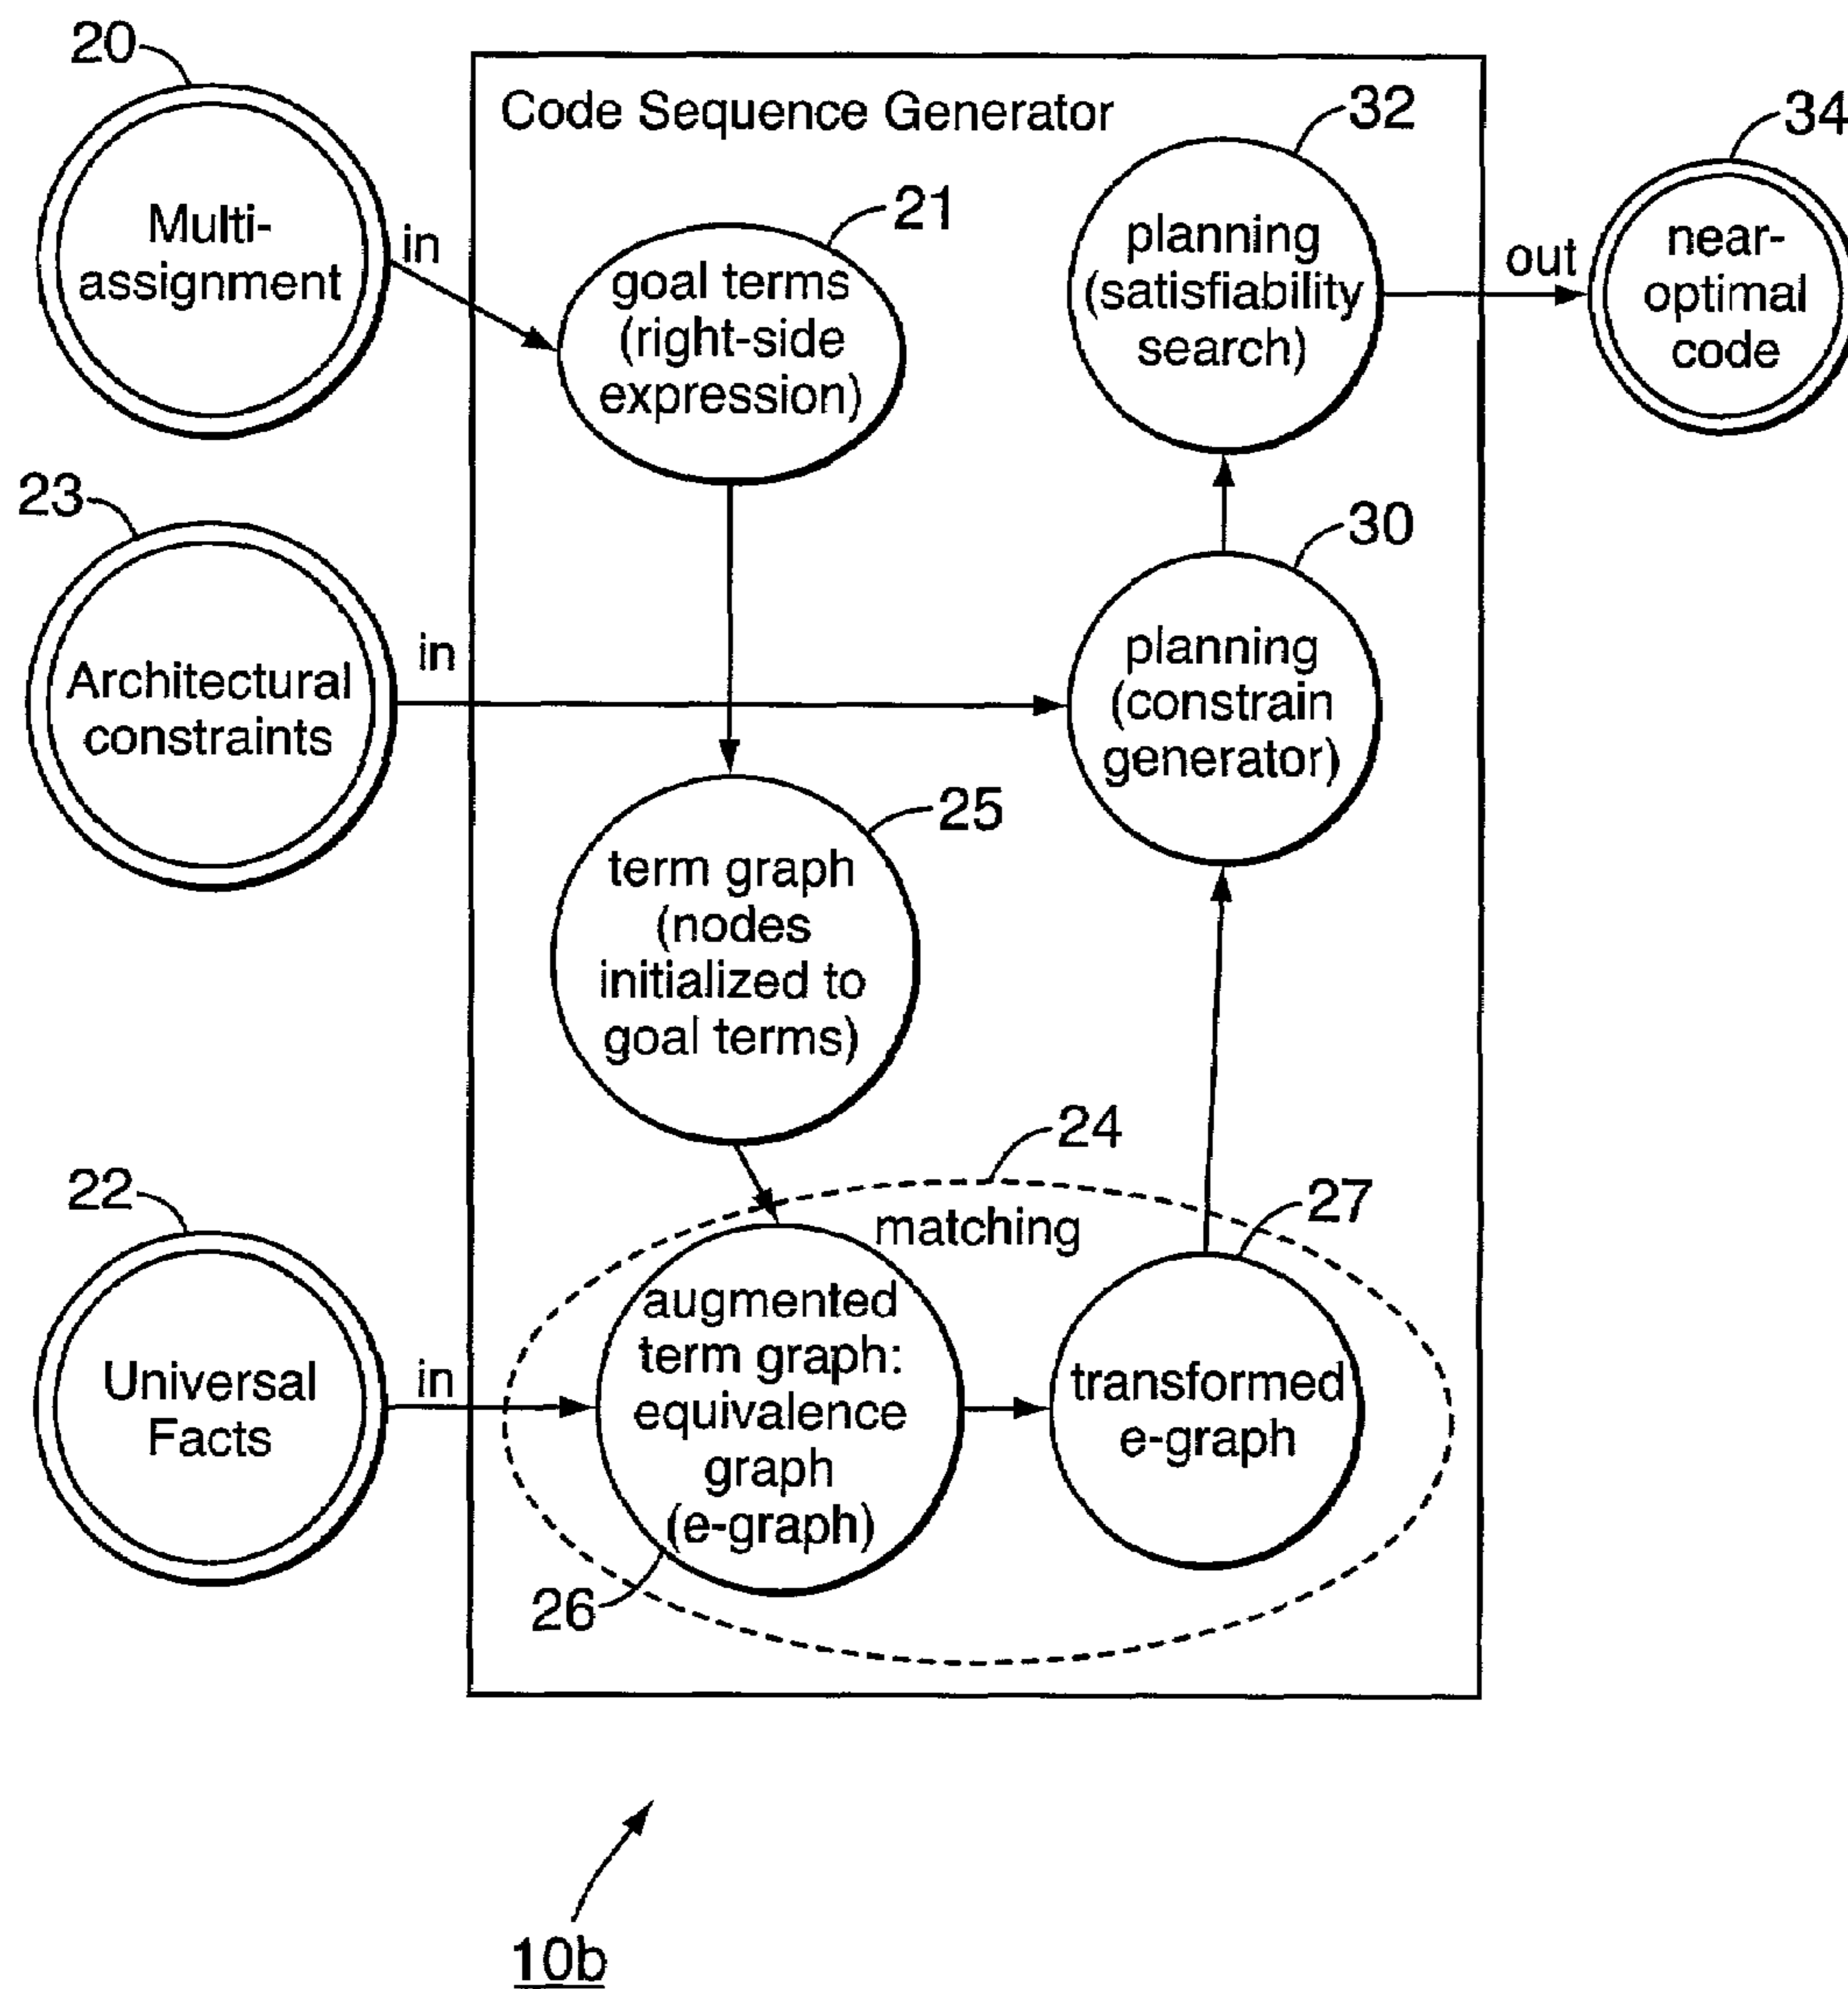 20
Multi-
assignment
in
Code Sequence Generator
21
goal terms
(right-side
expression)
32
planning
(satisfiability
search)
out
34
near-
optimal
code
23
Architectural
constraints
in
30
planning
(constrain
generator)
25
term graph
(nodes
initialized to
goal terms)
24
matching
22
Universal
Facts
in
augmented
term graph:
equivalence
graph
(e-graph)
26
27
transformed
e-graph
10b